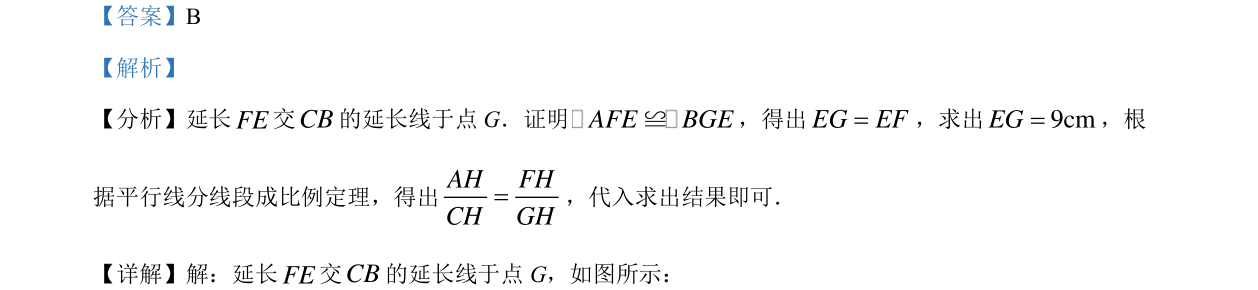 【答案】B
【解析】
【分析】延长 FE 交 CB 的延长线于点 G．证明□ AFE ≌□ BGE，得出 EG = EF，求出 EG = 9cm，根
据平行线分线段成比例定理，得出 AH/CH = FH/GH，代入求出结果即可．
【详解】解：延长 FE 交 CB 的延长线于点 G，如图所示：